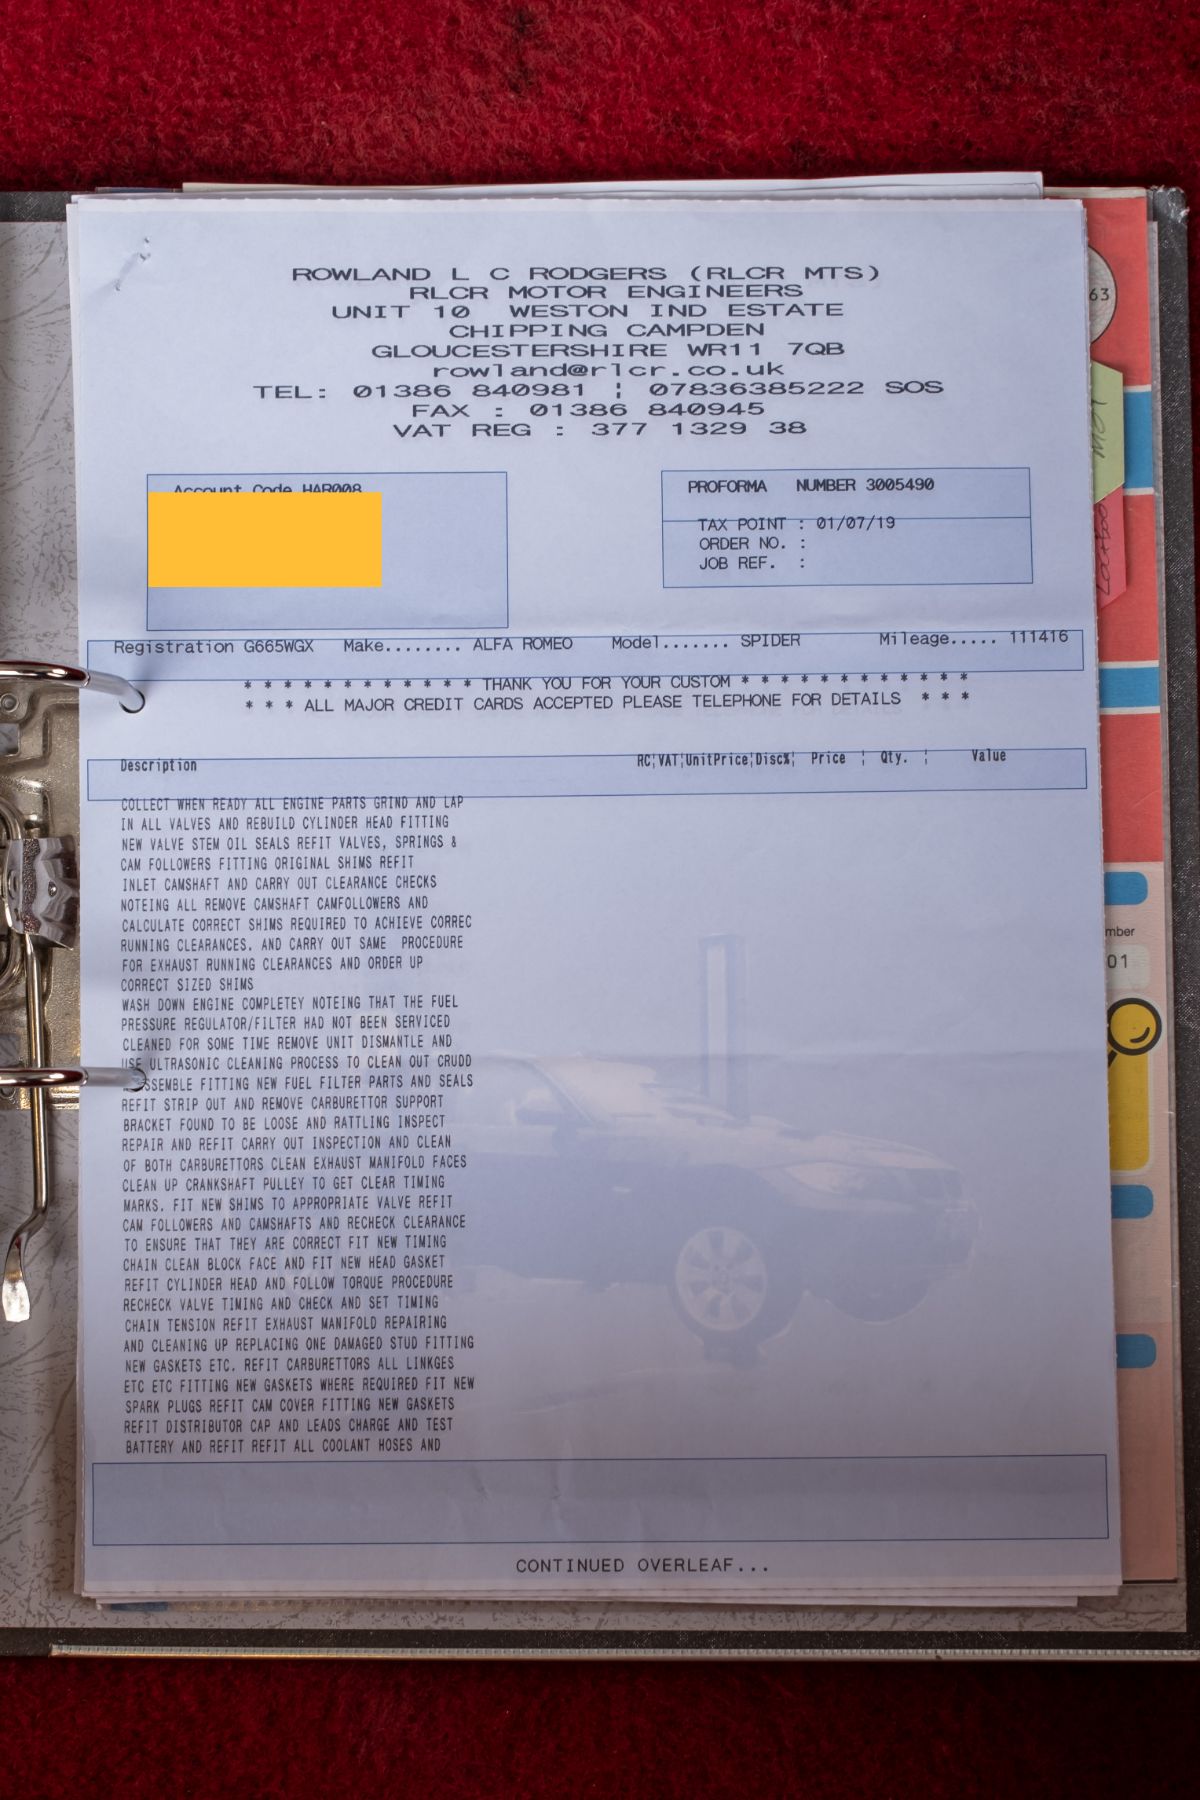 ROWLAND L C RODGERS (RLCR MTS)
RLCR MOTOR ENGINEERS
UNIT 10 WESTON IND ESTATE
CHIPPING CAMPDEN
GLOUCESTERSHIRE WR11 7QB
rowland@rlcr.co.uk
TEL: 01386 840981 ¦ 07836385222 SOS
FAX : 01386 840945
VAT REG : 377 1329 38
Account Code HAR008
PROFORMA NUMBER 3005490
TAX POINT : 01/07/19
ORDER NO. :
JOB REF. :
Registration G665WGX Make........ ALFA ROMEO Model....... SPIDER Mileage..... 111416
* * * * * * * * * * * * THANK YOU FOR YOUR CUSTOM * * * * * * * * * * * *
* * * ALL MAJOR CREDIT CARDS ACCEPTED PLEASE TELEPHONE FOR DETAILS * * *
Description RC¦VAT¦UnitPrice¦Disc%¦ Price ¦ Qty. ¦ Value
COLLECT WHEN READY ALL ENGINE PARTS GRIND AND LAP
IN ALL VALVES AND REBUILD CYLINDER HEAD FITTING
NEW VALVE STEM OIL SEALS REFIT VALVES, SPRINGS &
CAM FOLLOWERS FITTING ORIGINAL SHIMS REFIT
INLET CAMSHAFT AND CARRY OUT CLEARANCE CHECKS
NOTEING ALL REMOVE CAMSHAFT CAMFOLLOWERS AND
CALCULATE CORRECT SHIMS REQUIRED TO ACHIEVE CORREC
RUNNING CLEARANCES. AND CARRY OUT SAME PROCEDURE
FOR EXHAUST RUNNING CLEARANCES AND ORDER UP
CORRECT SIZED SHIMS
WASH DOWN ENGINE COMPLETEY NOTEING THAT THE FUEL
PRESSURE REGULATOR/FILTER HAD NOT BEEN SERVICED
CLEANED FOR SOME TIME REMOVE UNIT DISMANTLE AND
USE ULTRASONIC CLEANING PROCESS TO CLEAN OUT CRUDD
SSEMBLE FITTING NEW FUEL FILTER PARTS AND SEALS
REFIT STRIP OUT AND REMOVE CARBURETTOR SUPPORT
BRACKET FOUND TO BE LOOSE AND RATTLING INSPECT
REPAIR AND REFIT CARRY OUT INSPECTION AND CLEAN
OF BOTH CARBURETTORS CLEAN EXHAUST MANIFOLD FACES
CLEAN UP CRANKSHAFT PULLEY TO GET CLEAR TIMING
MARKS. FIT NEW SHIMS TO APPROPRIATE VALVE REFIT
CAM FOLLOWERS AND CAMSHAFTS AND RECHECK CLEARANCE
TO ENSURE THAT THEY ARE CORRECT FIT NEW TIMING
CHAIN CLEAN BLOCK FACE AND FIT NEW HEAD GASKET
REFIT CYLINDER HEAD AND FOLLOW TORQUE PROCEDURE
RECHECK VALVE TIMING AND CHECK AND SET TIMING
CHAIN TENSION REFIT EXHAUST MANIFOLD REPAIRING
AND CLEANING UP REPLACING ONE DAMAGED STUD FITTING
NEW GASKETS ETC. REFIT CARBURETTORS ALL LINKGES
ETC ETC FITTING NEW GASKETS WHERE REQUIRED FIT NEW
SPARK PLUGS REFIT CAM COVER FITTING NEW GASKETS
REFIT DISTRIBUTOR CAP AND LEADS CHARGE AND TEST
BATTERY AND REFIT REFIT ALL COOLANT HOSES AND
CONTINUED OVERLEAF...
63
MOT
mber
01